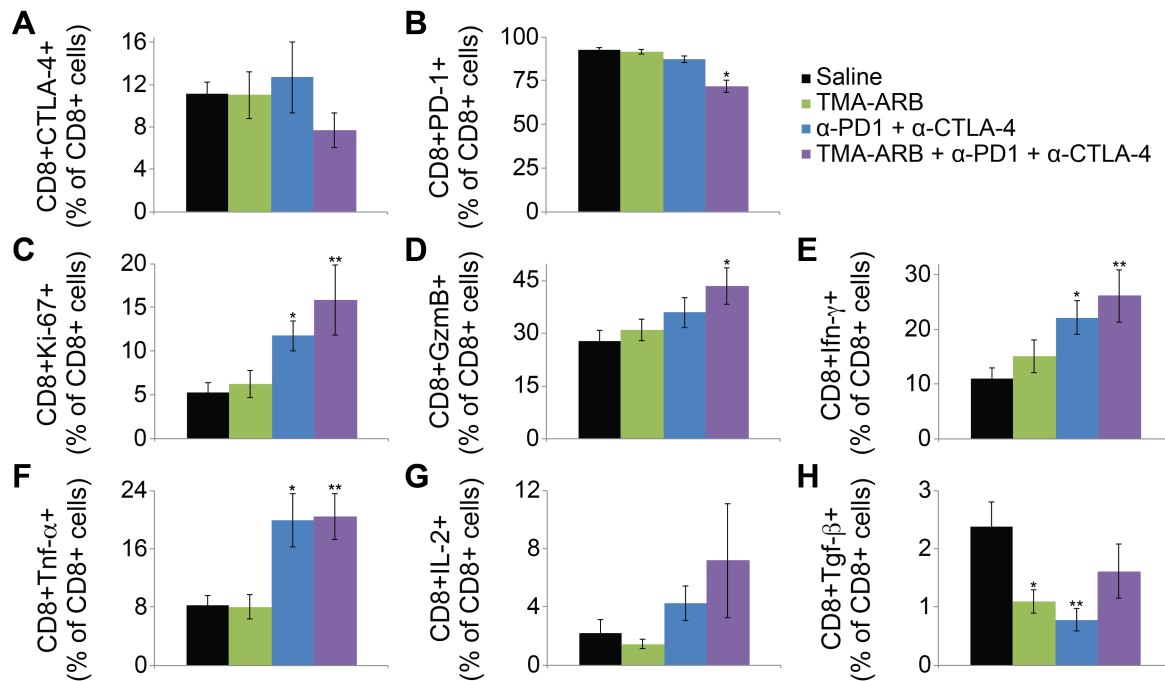 A
CD8+CTLA-4+
(% of CD8+ cells)
16
12
8
4
0
B
CD8+PD-1+
(% of CD8+ cells)
100
75
50
25
0
*
Saline
TMA-ARB
α-PD1 + α-CTLA-4
TMA-ARB + α-PD1 + α-CTLA-4
C
CD8+Ki-67+
(% of CD8+ cells)
20
15
10
5
0
*
**
D
CD8+GzmB+
(% of CD8+ cells)
45
30
15
0
*
E
CD8+Ifn-γ+
(% of CD8+ cells)
30
20
10
0
*
**
F
CD8+Tnf-α+
(% of CD8+ cells)
24
16
8
0
*
**
G
CD8+IL-2+
(% of CD8+ cells)
12
8
4
0
H
CD8+Tgf-β+
(% of CD8+ cells)
3
2
1
0
*
**